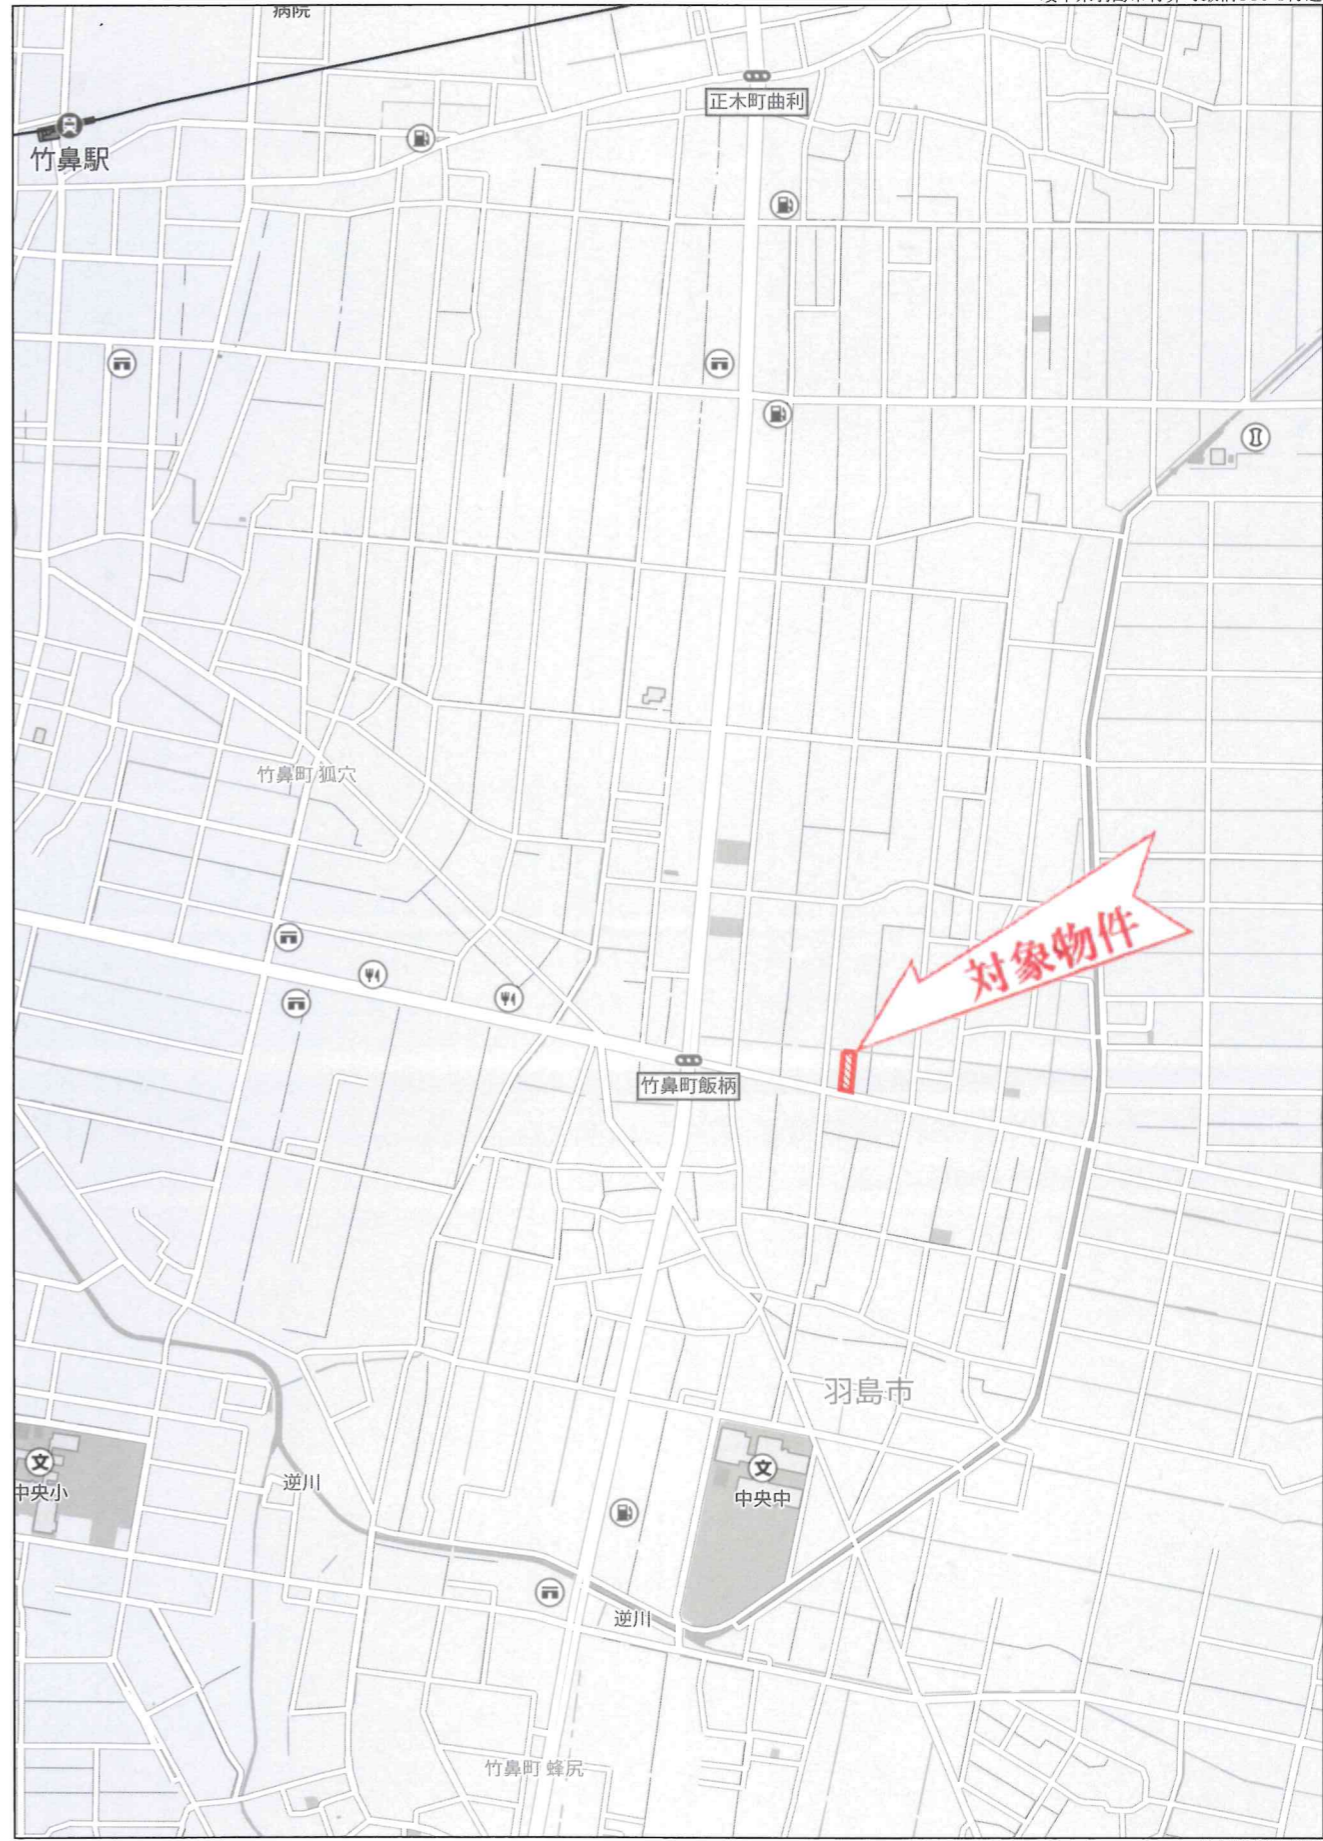 病院
正木町曲利
竹鼻駅
竹鼻町 狐穴
対象物件
竹鼻町飯柄
羽島市
文
中央小
逆川
文
中央中
逆川
竹鼻町 蜂尻